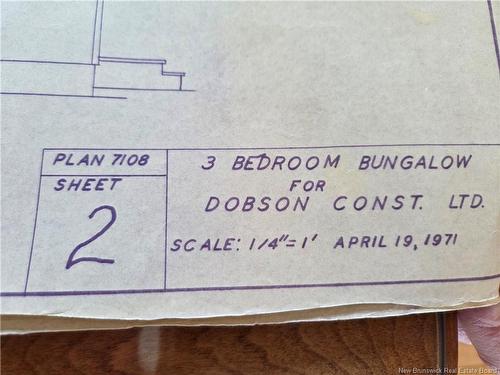 PLAN 7108
SHEET
2
3 BEDROOM BUNGALOW
FOR
DOBSON CONST. LTD.
SCALE: 1/4"=1' APRIL 19, 1971
New Brunswick Real Estate Board